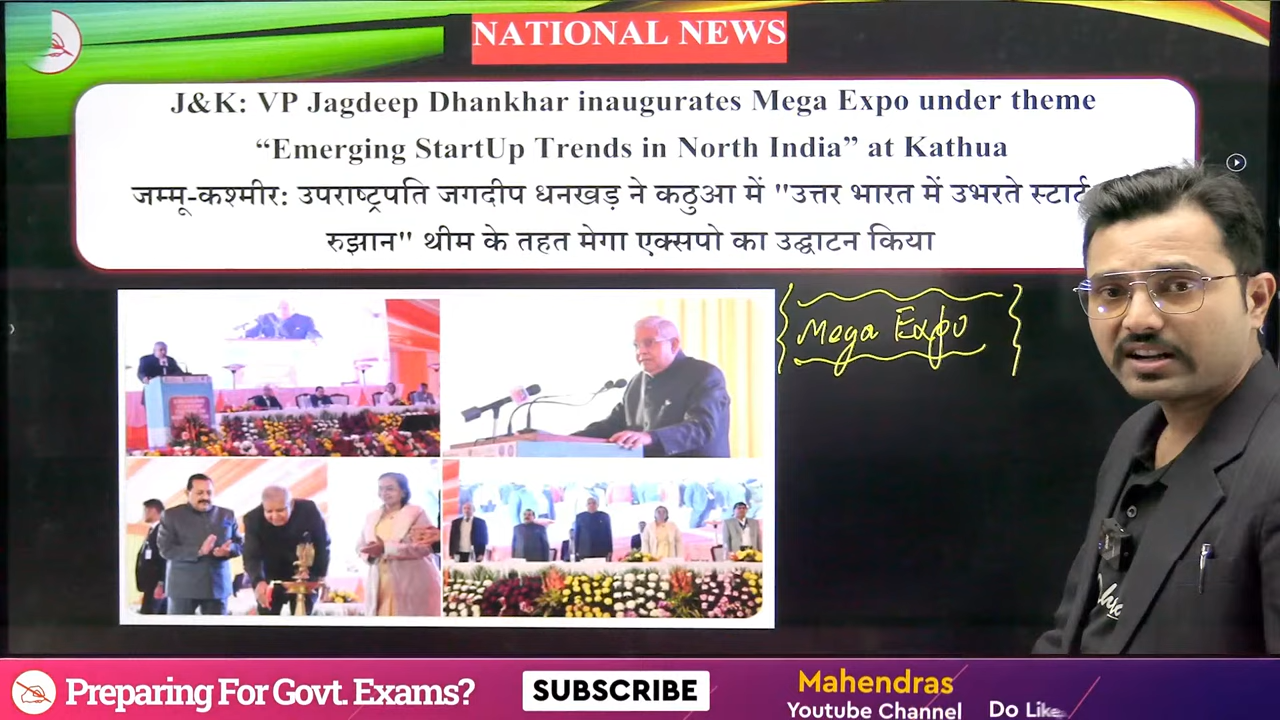 NATIONAL NEWS
J&K: VP Jagdeep Dhankhar inaugurates Mega Expo under theme
“Emerging StartUp Trends in North India” at Kathua
जम्मू-कश्मीर: उपराष्ट्रपति जगदीप धनखड़ ने कठुआ में "उत्तर भारत में उभरते स्टार्ट
रुझान" थीम के तहत मेगा एक्सपो का उद्घाटन किया
Mega Expo
Preparing For Govt. Exams?
SUBSCRIBE
Mahendras
Youtube Channel
Do Like